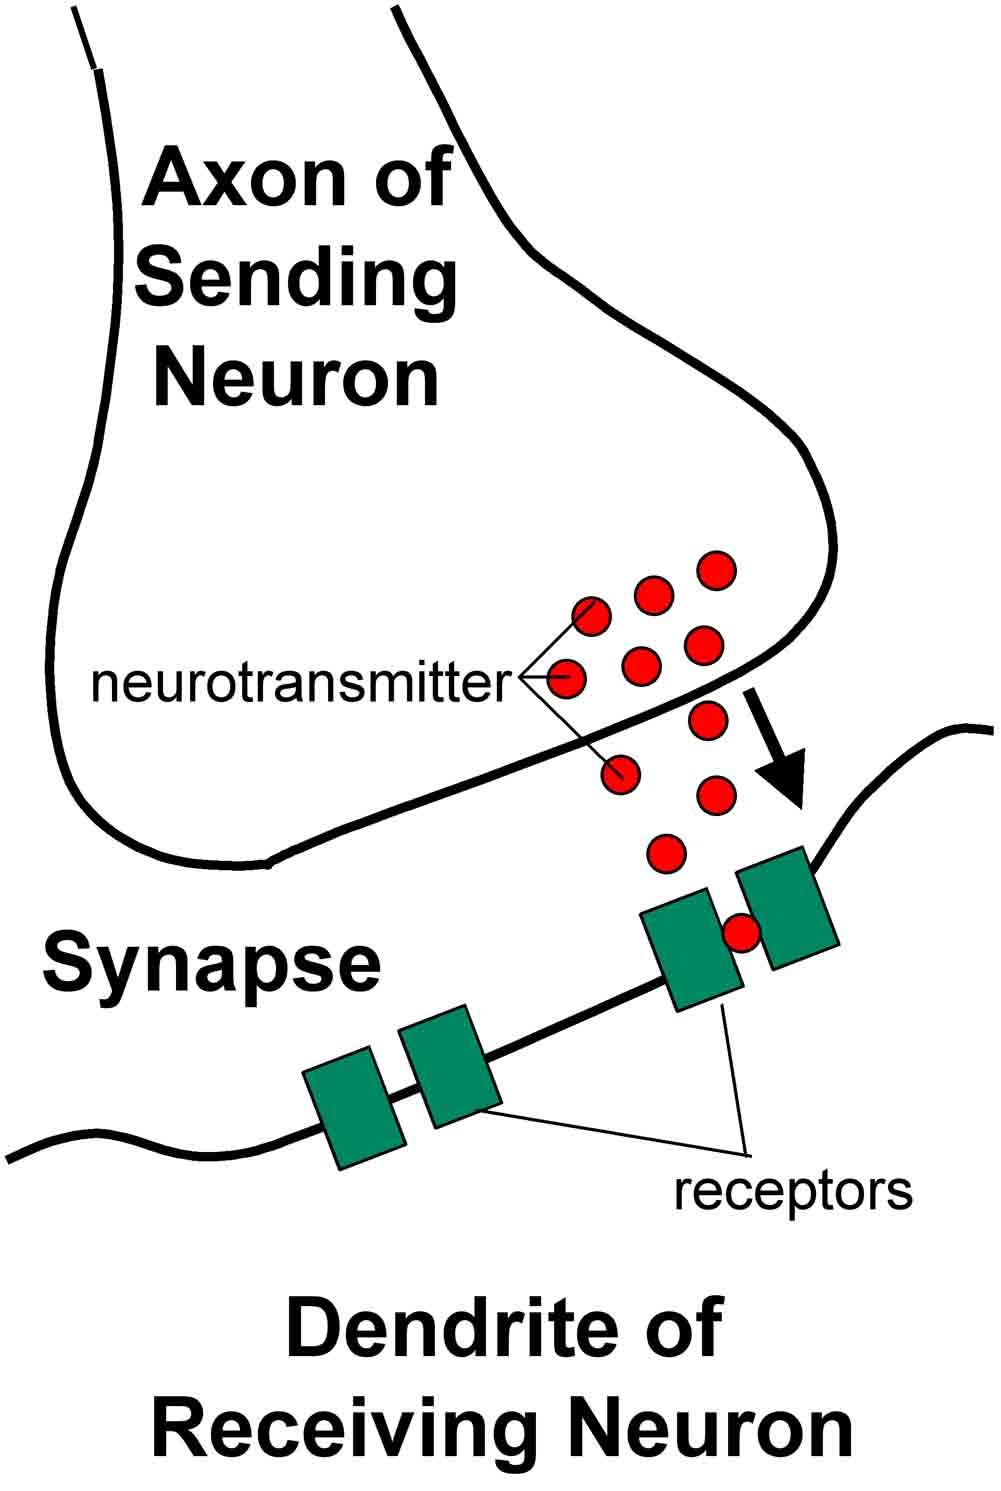 Axon of
Sending
Neuron
neurotransmitter
Synapse
receptors
Dendrite of
Receiving Neuron